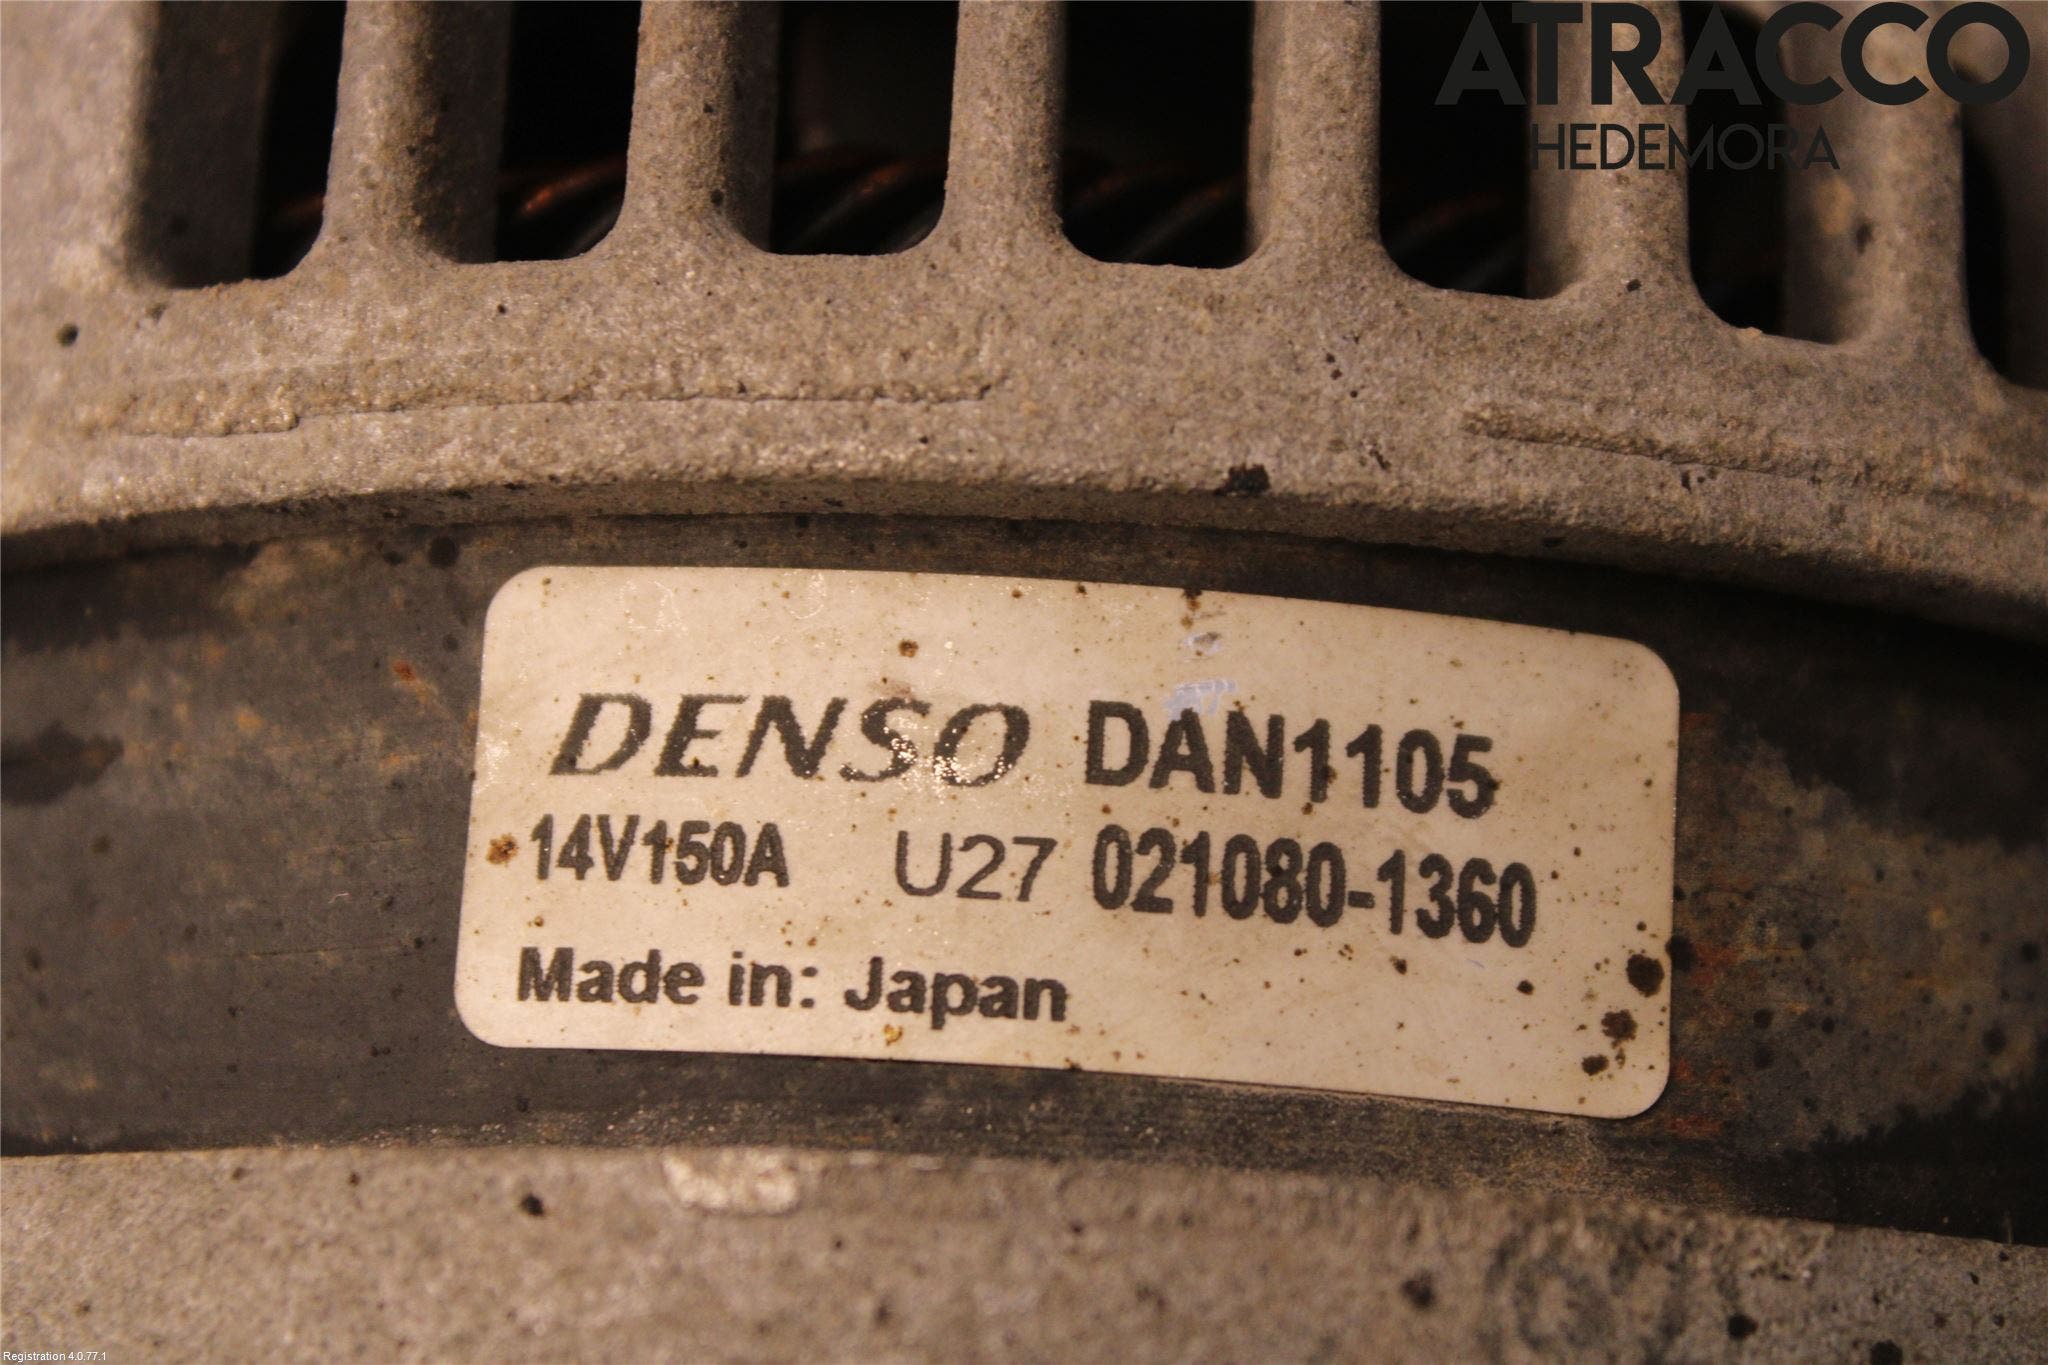 ATRACCO
HEDEMORA
DENSO DAN1105
14V150A U27 021080-1360
Made in: Japan
Registration 4.0.77.1